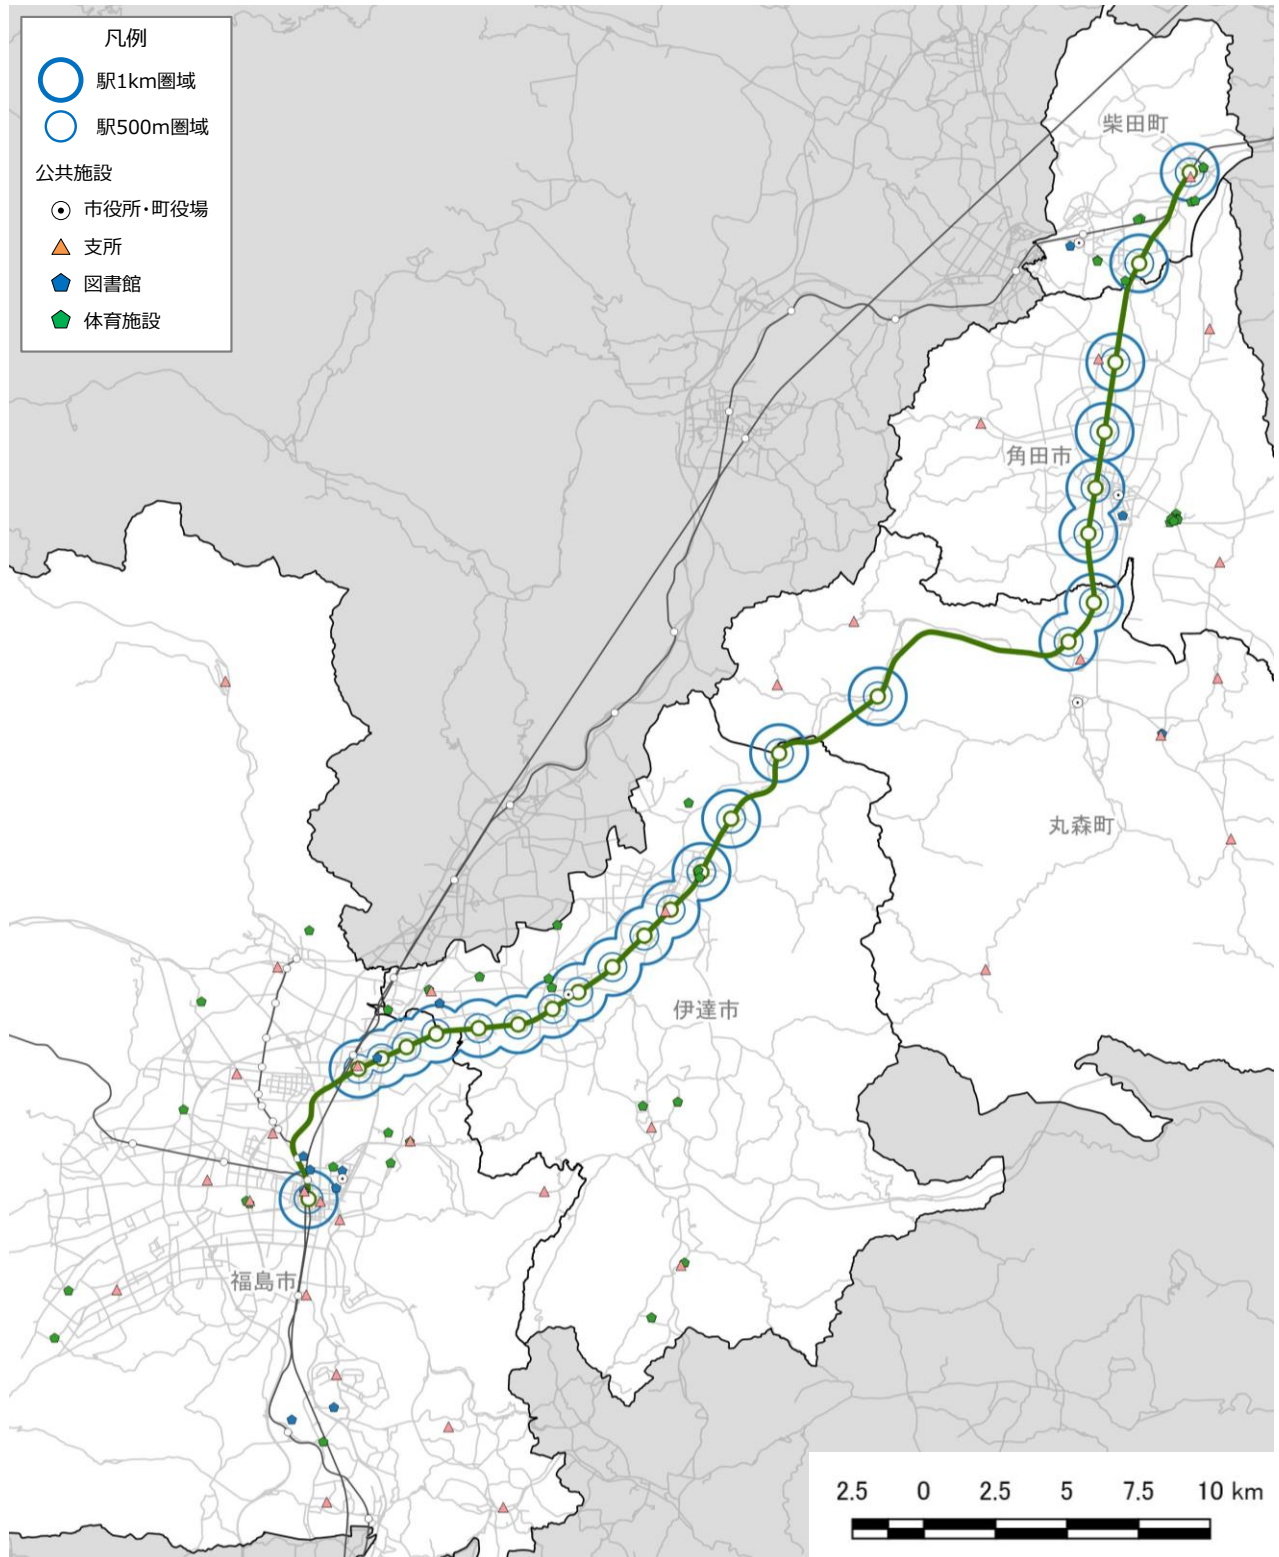 凡例
駅1km圏域
駅500m圏域
公共施設
市役所・町役場
支所
図書館
体育施設
柴田町
角田市
丸森町
伊達市
福島市
2.5 0 2.5 5 7.5 10 km